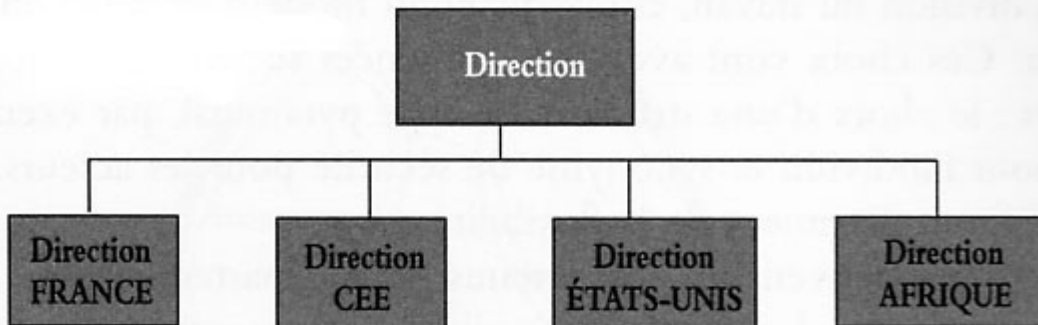 Direction
Direction
FRANCE
Direction
CEE
Direction
ÉTATS-UNIS
Direction
AFRIQUE